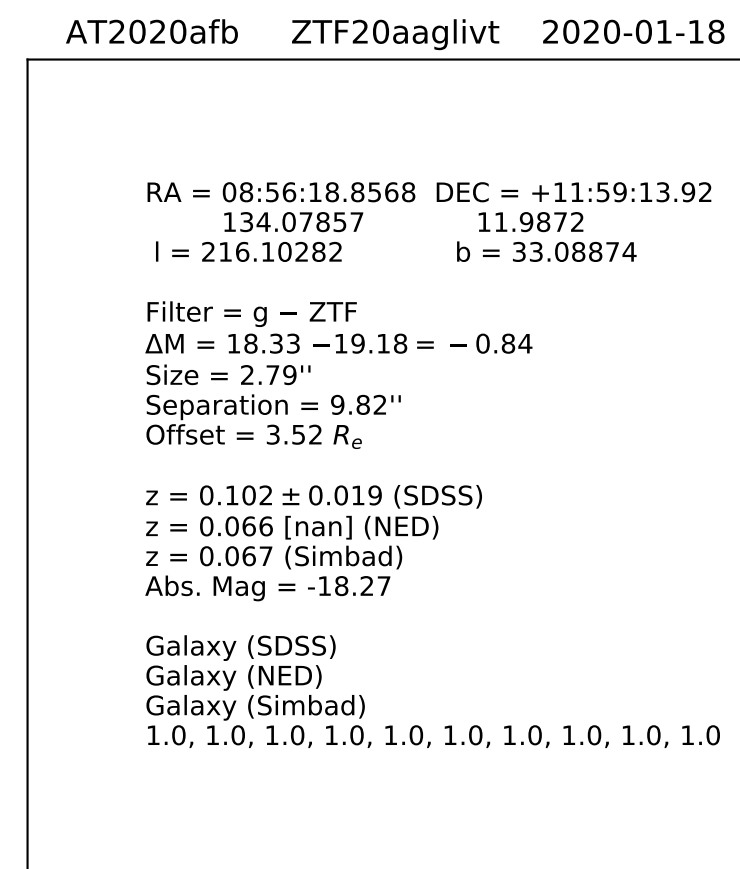 AT2020afb ZTF20aaglivt 2020-01-18
RA = 08:56:18.8568 DEC = +11:59:13.92
134.07857 11.9872
l = 216.10282 b = 33.08874
Filter = g − ZTF
ΔM = 18.33 −19.18 = − 0.84
Size = 2.79''
Separation = 9.82''
Offset = 3.52 Rₑ
z = 0.102 ± 0.019 (SDSS)
z = 0.066 [nan] (NED)
z = 0.067 (Simbad)
Abs. Mag = -18.27
Galaxy (SDSS)
Galaxy (NED)
Galaxy (Simbad)
1.0, 1.0, 1.0, 1.0, 1.0, 1.0, 1.0, 1.0, 1.0, 1.0